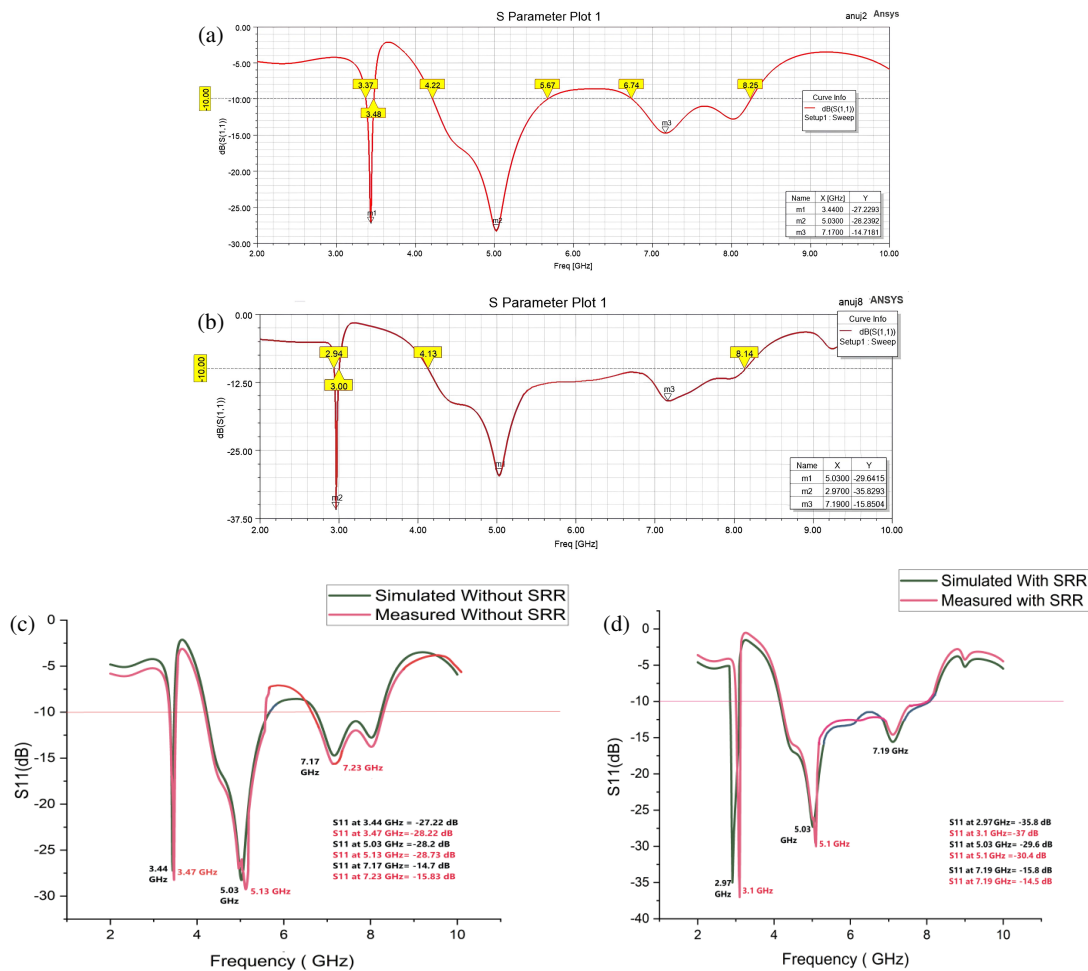 (a)
S Parameter Plot 1
anuj2 Ansys
0.00
-5.00
-10.00
-15.00
-20.00
-25.00
-30.00
-10.00
dB(S(1,1))
3.37
3.48
4.22
5.67
6.74
8.25
m1
m2
m3
Curve Info
dB(S(1,1))
Setup1 : Sweep
Name X [GHz] Y
m1 3.4400 -27.2293
m2 5.0300 -28.2392
m3 7.1700 -14.7181
2.00 3.00 4.00 5.00 6.00 7.00 8.00 9.00 10.00
Freq [GHz]
(b)
S Parameter Plot 1
anuj8 ANSYS
0.00
-12.50
-25.00
-37.50
-10.00
dB(S(1,1))
2.94
3.00
4.13
8.14
m2
m3
Curve Info
dB(S(1,1))
Setup1 : Sweep
Name X Y
m1 5.0300 -29.6415
m2 2.9700 -35.8293
m3 7.1900 -15.8504
2.00 3.00 4.00 5.00 6.00 7.00 8.00 9.00 10.00
Freq [GHz]
(c)
Simulated Without SRR
Measured Without SRR
0
-5
-10
-15
-20
-25
-30
S11(dB)
7.17
GHz
7.23 GHz
3.44
GHz
3.47 GHz
5.03
GHz
5.13 GHz
S11 at 3.44 GHz = -27.22 dB
S11 at 3.47 GHz= -28.22 dB
S11 at 5.03 GHz= -28.2 dB
S11 at 5.13 GHz= -28.73 dB
S11 at 7.17 GHz= -14.7 dB
S11 at 7.23 GHz= -15.83 dB
2 4 6 8 10
Frequency ( GHz)
(d)
Simulated With SRR
Measured with SRR
5
0
-5
-10
-15
-20
-25
-30
-35
-40
S11(dB)
7.19 GHz
5.03
GHz
5.1 GHz
2.97
GHz
3.1 GHz
S11 at 2.97 GHz= -35.8 dB
S11 at 3.1 GHz= -37 dB
S11 at 5.03 GHz= -29.6 dB
S11 at 5.1 GHz= -30.4 dB
S11 at 7.19 GHz= -15.8 dB
S11 at 7.19 GHz= -14.5 dB
2 4 6 8 10
Frequency ( GHz)